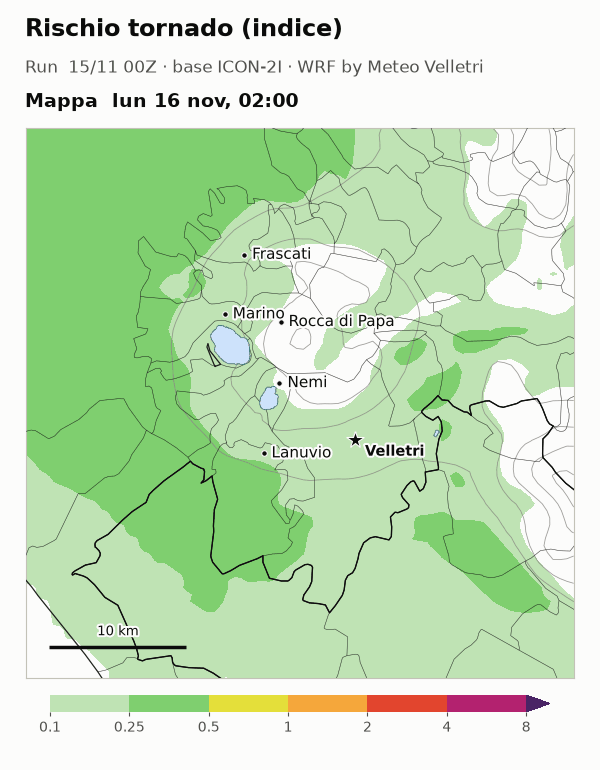 Rischio tornado (indice)
Run  15/11 00Z · base ICON-2I · WRF by Meteo Velletri
Mappa  lun 16 nov, 02:00
Frascati
Marino
Rocca di Papa
Nemi
Velletri
Lanuvio
10 km
0.1 0.25 0.5 1 2 4 8